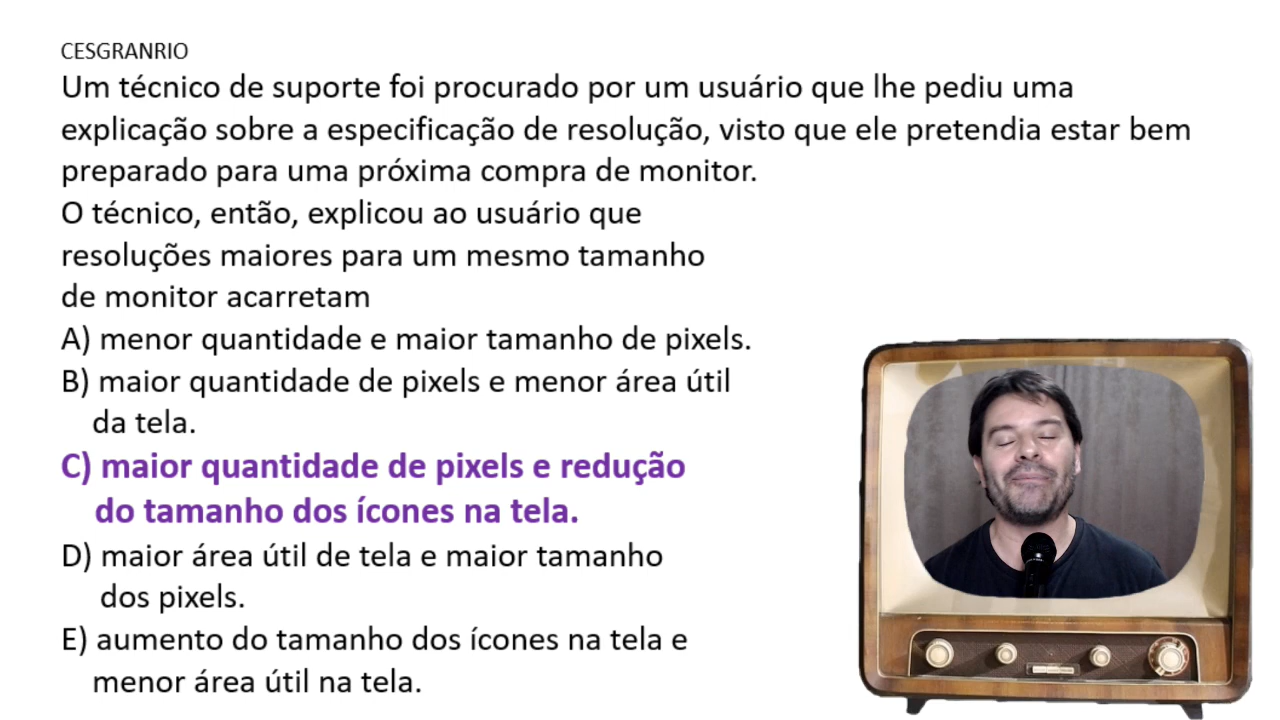 CESGRANRIO
Um técnico de suporte foi procurado por um usuário que lhe pediu uma
explicação sobre a especificação de resolução, visto que ele pretendia estar bem
preparado para uma próxima compra de monitor.
O técnico, então, explicou ao usuário que
resoluções maiores para um mesmo tamanho
de monitor acarretam
A) menor quantidade e maior tamanho de pixels.
B) maior quantidade de pixels e menor área útil
da tela.
C) maior quantidade de pixels e redução
do tamanho dos ícones na tela.
D) maior área útil de tela e maior tamanho
dos pixels.
E) aumento do tamanho dos ícones na tela e
menor área útil na tela.